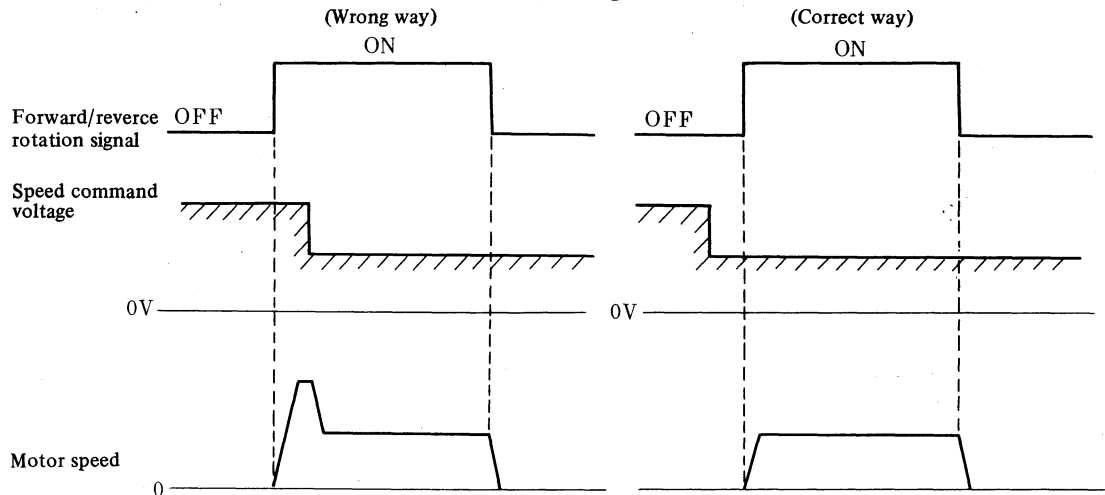 (Wrong way)
(Correct way)
ON
ON
Forward/reverce
rotation signal
OFF
OFF
Speed command
voltage
0V
0V
Motor speed
0